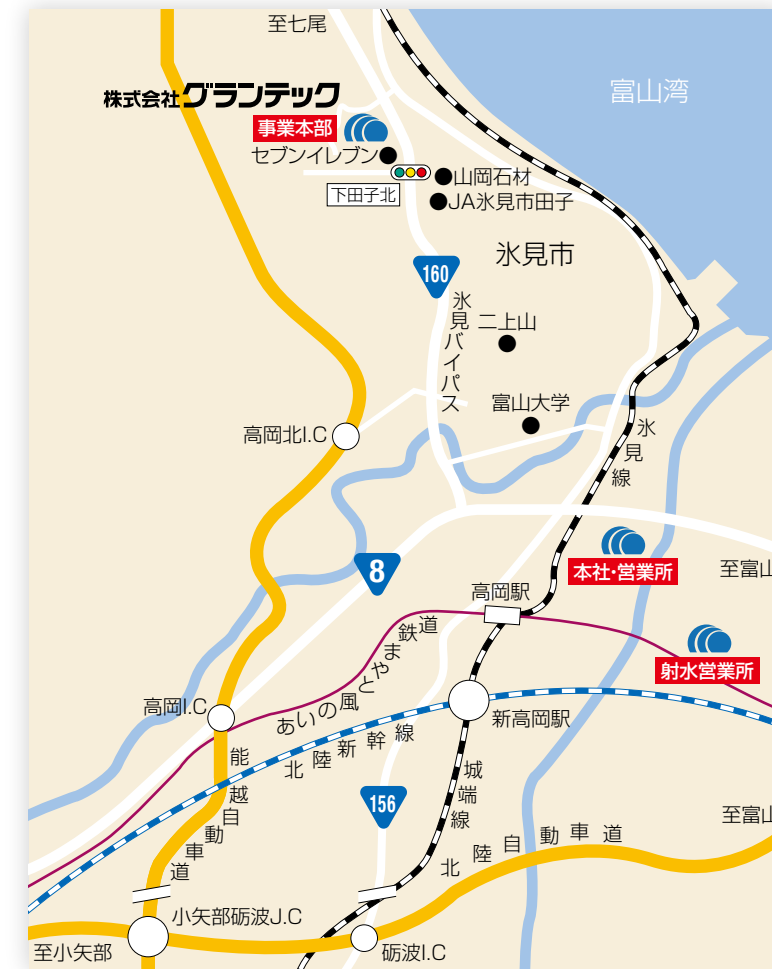 至七尾
富山湾
株式会社グランテック
事業本部
セブンイレブン
山岡石材
下田子北
JA氷見市田子
氷見市
160
氷見バイパス
二上山
富山大学
高岡北I.C
氷見線
8
本社・営業所
至富山
高岡駅
射水営業所
あいの風とやま鉄道
高岡I.C
新高岡駅
北陸新幹線
能越自動車道
156
城端線
至富山
北陸自動車道
小矢部砺波J.C
至小矢部
砺波I.C